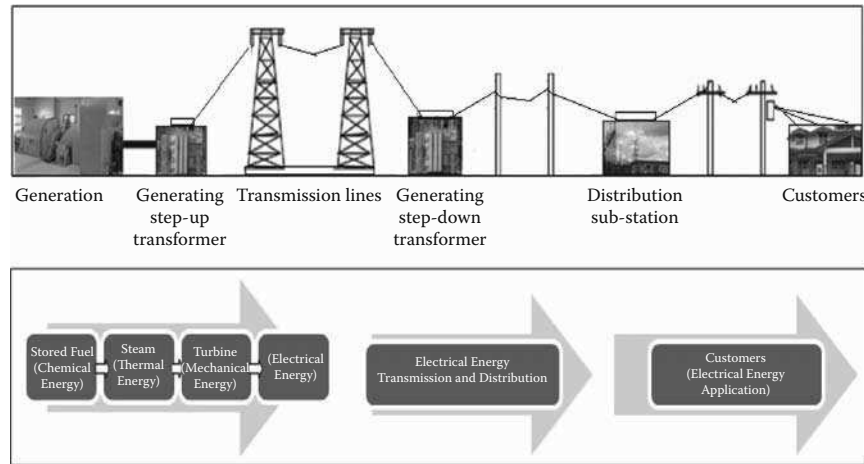 Generation
Generating
step-up
transformer
Transmission lines
Generating
step-down
transformer
Distribution
sub-station
Customers
Stored Fuel
(Chemical
Energy)
Steam
(Thermal
Energy)
Turbine
(Mechanical
Energy)
(Electrical
Energy)
Electrical Energy
Transmission and Distribution
Customers
(Electrical Energy
Application)